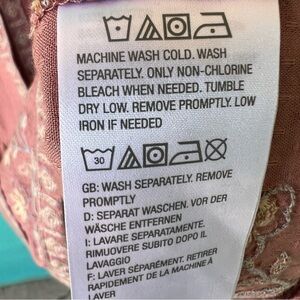 MACHINE WASH COLD. WASH
SEPARATELY. ONLY NON-CHLORINE
BLEACH WHEN NEEDED. TUMBLE
DRY LOW. REMOVE PROMPTLY. LOW
IRON IF NEEDED
30
GB: WASH SEPARATELY. REMOVE
PROMPTLY
D: SEPARAT WASCHEN. VOR DER
WÄSCHE ENTFERNEN
I: LAVARE SEPARATAMENTE.
RIMUOVERE SUBITO DOPO IL
LAVAGGIO
F: LAVER SÉPARÉMENT. RETIRER
RAPIDEMENT DE LA MACHINE À
LAVER